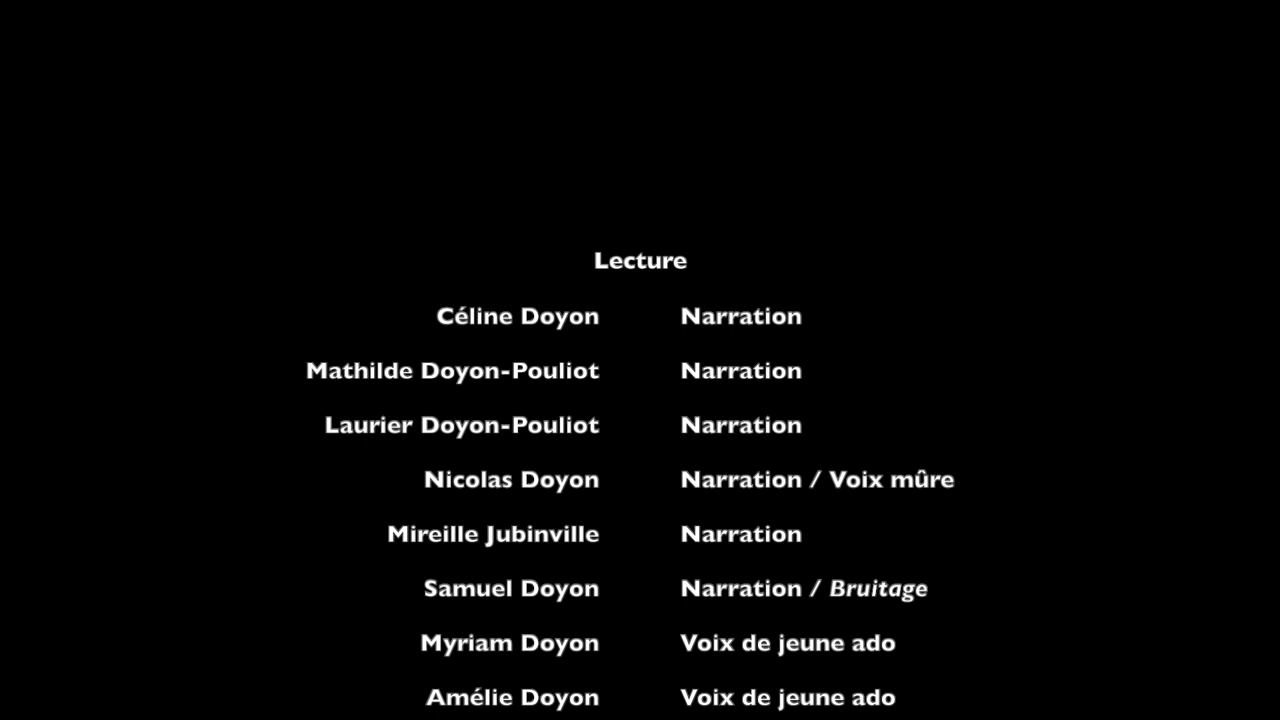 Lecture
Céline Doyon Narration
Mathilde Doyon-Pouliot Narration
Laurier Doyon-Pouliot Narration
Nicolas Doyon Narration / Voix mûre
Mireille Jubinville Narration
Samuel Doyon Narration / Bruitage
Myriam Doyon Voix de jeune ado
Amélie Doyon Voix de jeune ado